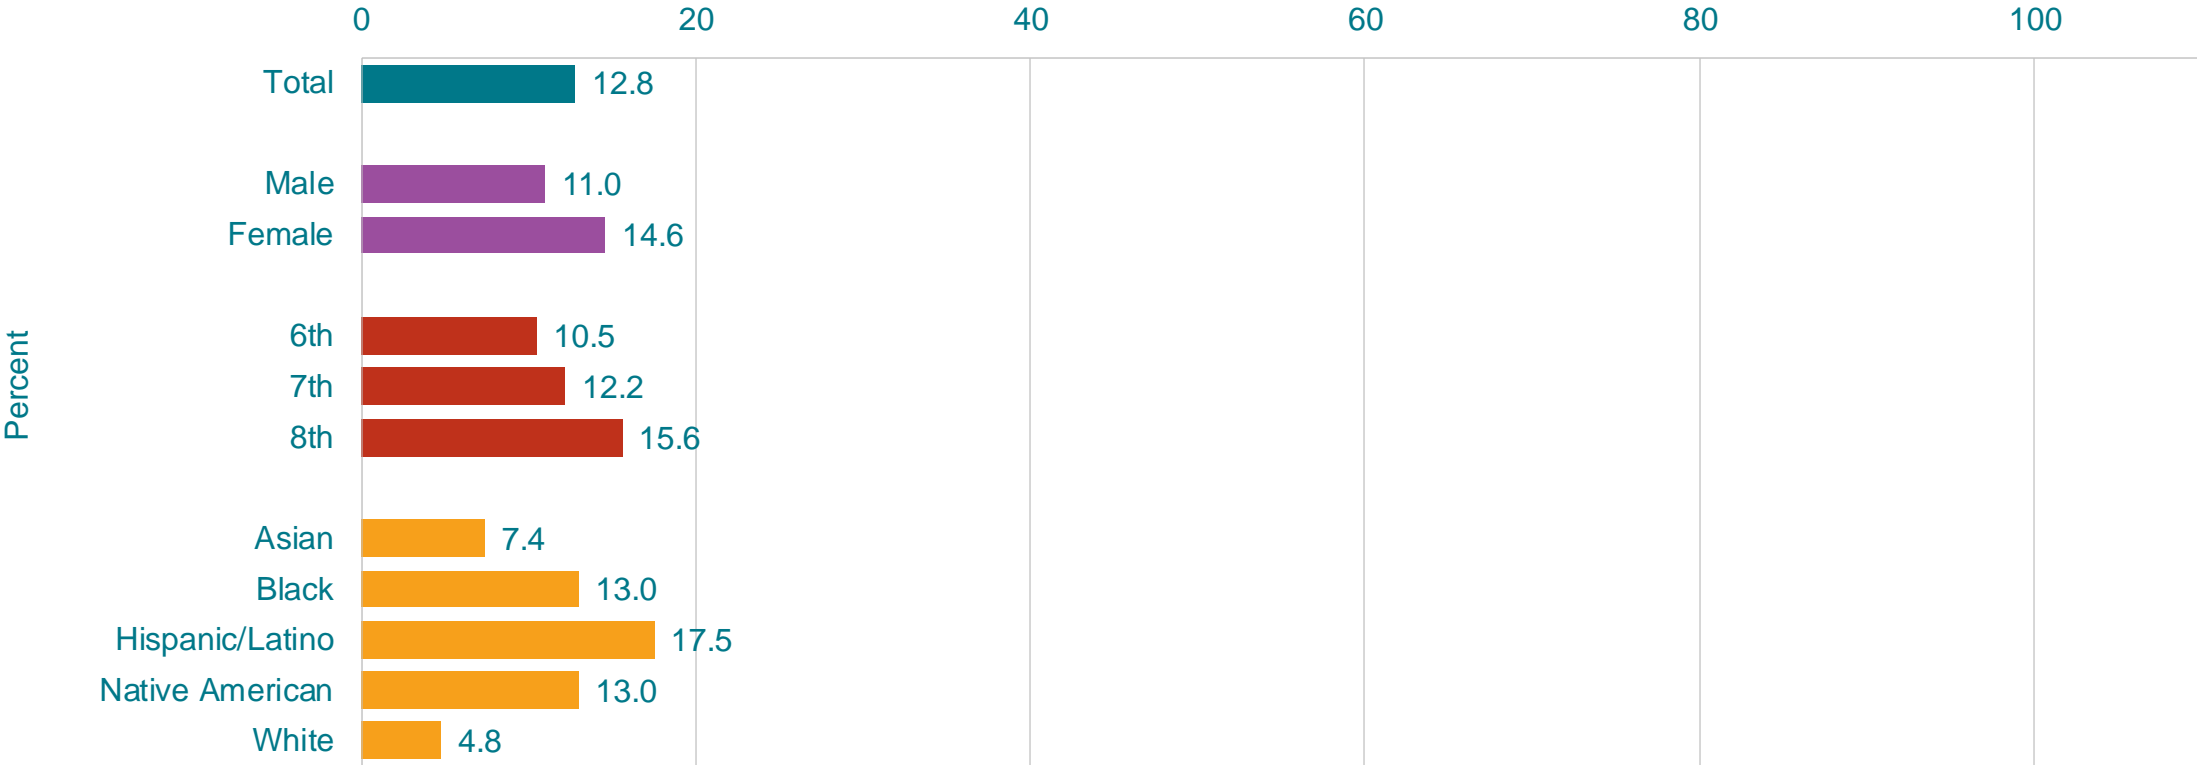 0 20 40 60 80 100
Total 12.8
Male 11.0
Female 14.6
Percent
6th 10.5
7th 12.2
8th 15.6
Asian 7.4
Black 13.0
Hispanic/Latino 17.5
Native American 13.0
White 4.8